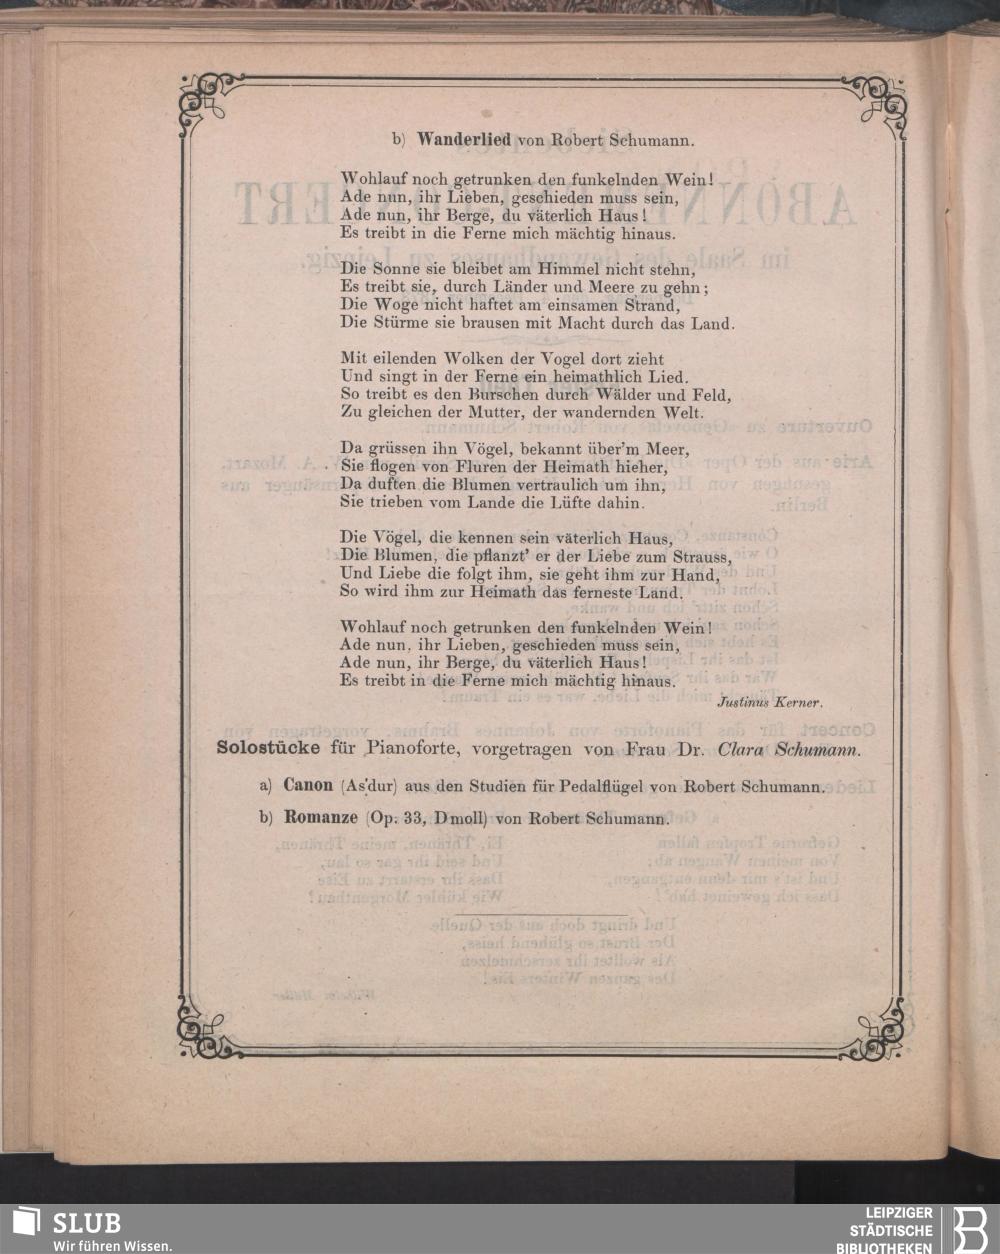 b) Wanderlied von Robert Schumann.
Wohlauf noch getrunken den funkelnden Wein!
Ade nun, ihr Lieben, geschieden muss sein,
Ade nun, ihr Berge, du väterlich Haus!
Es treibt in die Ferne mich mächtig hinaus.
Die Sonne sie bleibet am Himmel nicht stehn,
Es treibt sie, durch Länder und Meere zu gehn;
Die Woge nicht haftet am einsamen Strand,
Die Stürme sie brausen mit Macht durch das Land.
Mit eilenden Wolken der Vogel dort zieht
Und singt in der Ferne ein heimathlich Lied.
So treibt es den Burschen durch Wälder und Feld,
Zu gleichen der Mutter, der wandernden Welt.
Da grüssen ihn Vögel, bekannt über'm Meer,
Sie flogen von Fluren der Heimath hieher,
Da duften die Blumen vertraulich um ihn,
Sie trieben vom Lande die Lüfte dahin.
Die Vögel, die kennen sein väterlich Haus,
Die Blumen, die pflanzt' er der Liebe zum Strauss,
Und Liebe die folgt ihm, sie geht ihm zur Hand,
So wird ihm zur Heimath das ferneste Land.
Wohlauf noch getrunken den funkelnden Wein!
Ade nun, ihr Lieben, geschieden muss sein,
Ade nun, ihr Berge, du väterlich Haus!
Es treibt in die Ferne mich mächtig hinaus.
Justinus Kerner.
Solostücke für Pianoforte, vorgetragen von Frau Dr. Clara Schumann.
a) Canon (As dur) aus den Studien für Pedalflügel von Robert Schumann.
b) Romanze (Op. 33, Dmoll) von Robert Schumann.
SLUB
Wir führen Wissen.
LEIPZIGER
STÄDTISCHE
BIBLIOTHEKEN